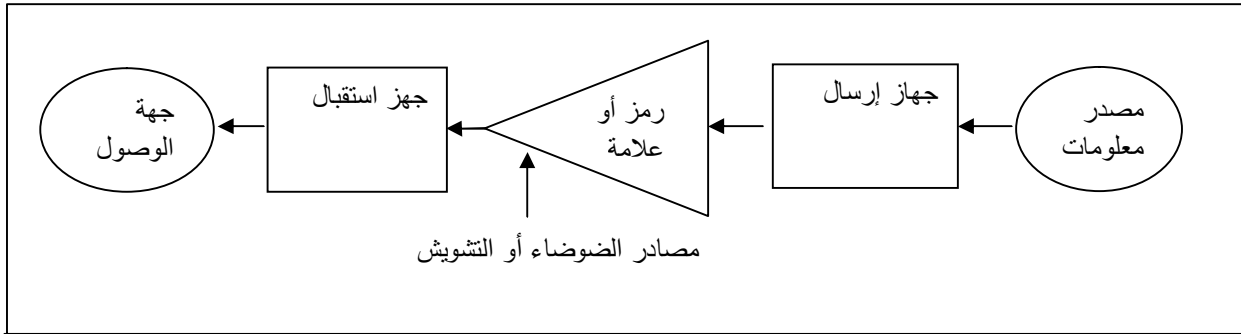 مصدر
معلومات
جهاز إرسال
رمز أو
علامة
جهز استقبال
جهة
الوصول
مصادر الضوضاء أو التشويش